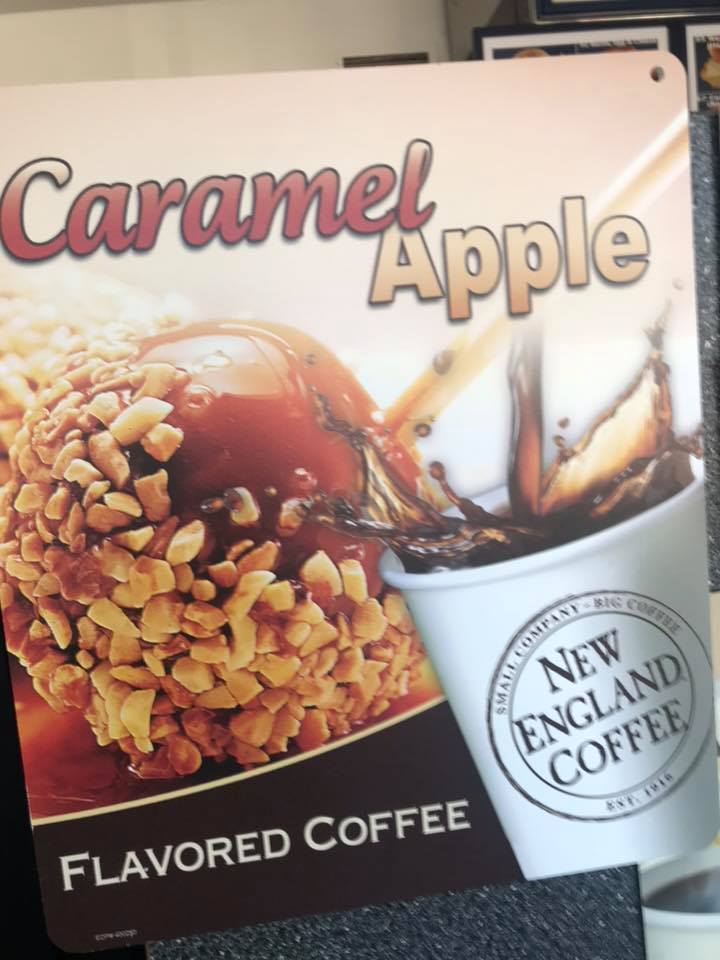 Caramel
Apple
SMALL COMPANY - BIG COFFEE
NEW
ENGLAND
COFFEE
EST. 1916
FLAVORED COFFEE